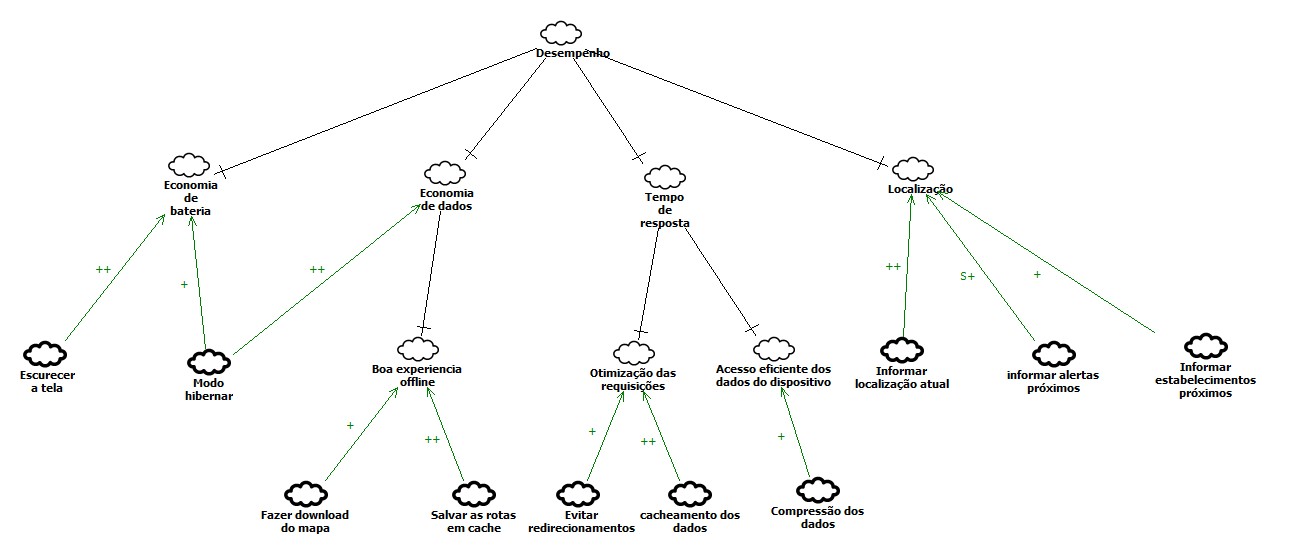 Desempenho
Economia
de
bateria
Economia
de dados
Tempo
de
resposta
Localização
++
+
++
++
S+
+
Escurecer
a tela
Modo
hibernar
Boa experiencia
offline
Otimização das
requisições
Acesso eficiente dos
dados do dispositivo
Informar
localização atual
informar alertas
próximos
Informar
estabelecimentos
próximos
+
++
+
++
+
Fazer download
do mapa
Salvar as rotas
em cache
Evitar
redirecionamentos
cacheamento dos
dados
Compressão dos
dados